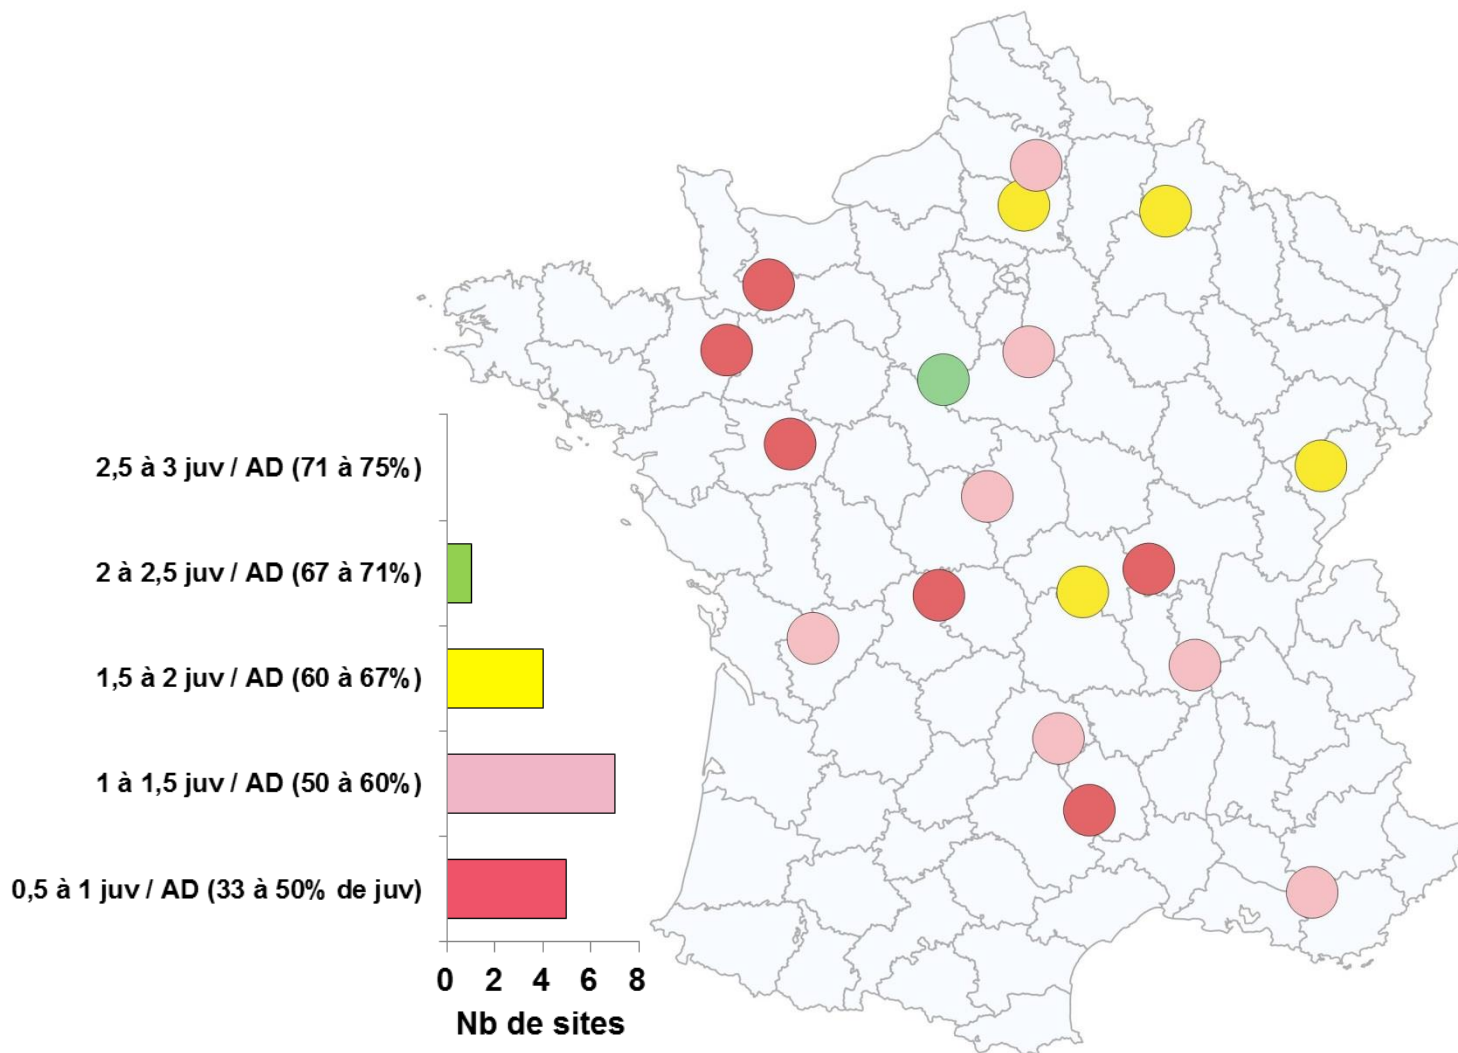 2,5 à 3 juv / AD (71 à 75%)
2 à 2,5 juv / AD (67 à 71%)
1,5 à 2 juv / AD (60 à 67%)
1 à 1,5 juv / AD (50 à 60%)
0,5 à 1 juv / AD (33 à 50% de juv)
0 2 4 6 8
Nb de sites